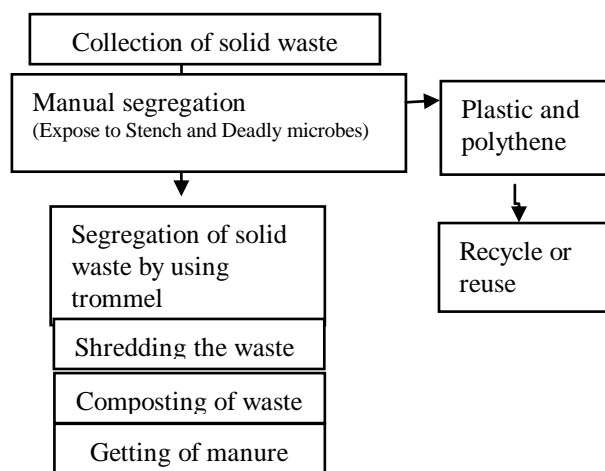 Collection of solid waste
Manual segregation
(Expose to Stench and Deadly microbes)
Plastic and
polythene
Segregation of solid
waste by using
trommel
Recycle or
reuse
Shredding the waste
Composting of waste
Getting of manure